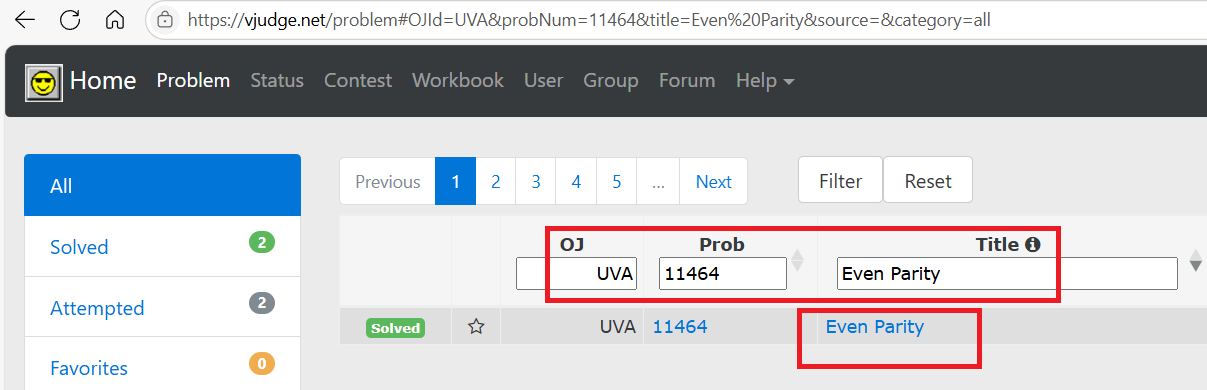 https://vjudge.net/problem#OJId=UVA&probNum=11464&title=Even%20Parity&source=&category=all
Home Problem Status Contest Workbook User Group Forum Help
All
Previous 1 2 3 4 5 ... Next Filter Reset
Solved 2
Attempted 2
Favorites 0
OJ Prob Title
UVA 11464 Even Parity
Solved UVA 11464 Even Parity